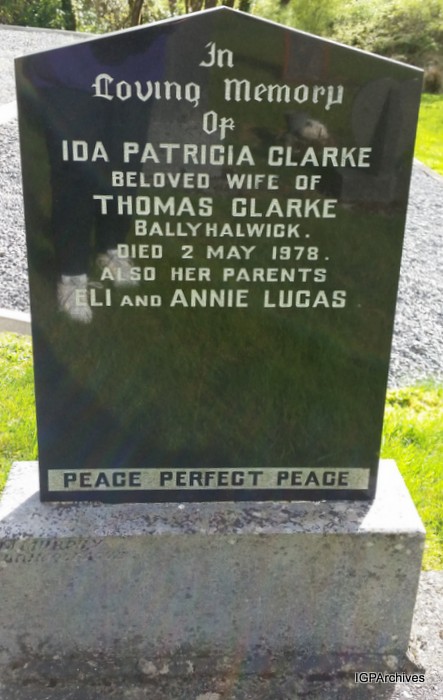 In
Loving Memory
Of
IDA PATRICIA CLARKE
BELOVED WIFE OF
THOMAS CLARKE
BALLYHALWICK.
DIED 2 MAY 1978.
ALSO HER PARENTS
ELI AND ANNIE LUCAS
PEACE PERFECT PEACE
IGPArchives